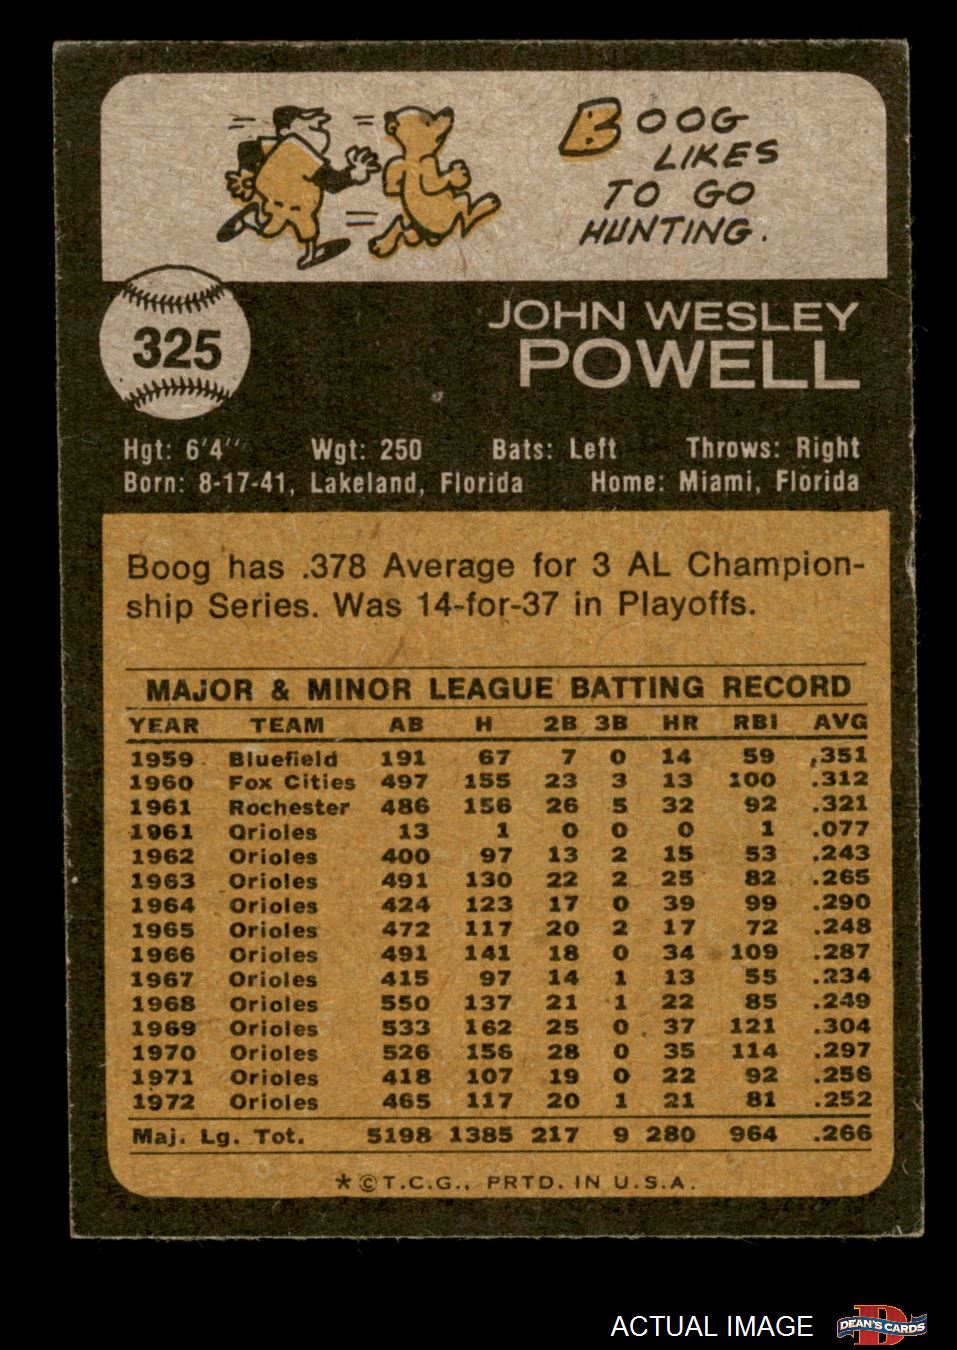 BOOG
LIKES
TO GO
HUNTING.
325
JOHN WESLEY
POWELL
Hgt: 6'4'' Wgt: 250 Bats: Left Throws: Right
Born: 8-17-41, Lakeland, Florida Home: Miami, Florida
Boog has .378 Average for 3 AL Champion-
ship Series. Was 14-for-37 in Playoffs.
MAJOR & MINOR LEAGUE BATTING RECORD
YEAR TEAM AB H 2B 3B HR RBI AVG
1959 Bluefield 191 67 7 0 14 59 .351
1960 Fox Cities 497 155 23 3 13 100 .312
1961 Rochester 486 156 26 5 32 92 .321
1961 Orioles 13 1 0 0 0 1 .077
1962 Orioles 400 97 13 2 15 53 .243
1963 Orioles 491 130 22 2 25 82 .265
1964 Orioles 424 123 17 0 39 99 .290
1965 Orioles 472 117 20 2 17 72 .248
1966 Orioles 491 141 18 0 34 109 .287
1967 Orioles 415 97 14 1 13 55 .234
1968 Orioles 550 137 21 1 22 85 .249
1969 Orioles 533 162 25 0 37 121 .304
1970 Orioles 526 156 28 0 35 114 .297
1971 Orioles 418 107 19 0 22 92 .256
1972 Orioles 465 117 20 1 21 81 .252
Maj. Lg. Tot. 5198 1385 217 9 280 964 .266
*©T.C.G., PRTD. IN U.S.A.
ACTUAL IMAGE D DEAN'S CARDS